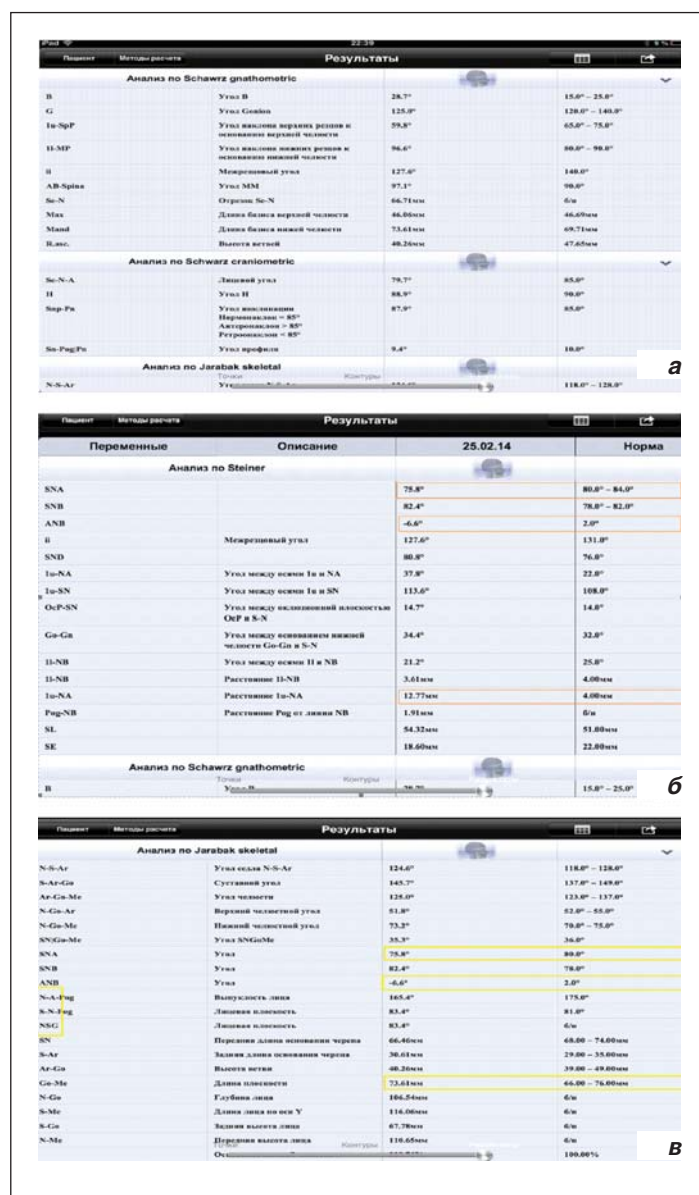 iPad 22:39
Пациент Методы расчета Результаты
Анализ по Schawrz gnathometric
B Угол B 28.7° 15.0° – 25.0°
G Угол Gonion 125.0° 120.0° – 140.0°
1u-SpP Угол наклона верхних резцов к 59.8° 65.0° – 75.0°
основанию верхней челюсти
1l-MP Угол наклона нижних резцов к 96.6° 80.0° – 90.0°
основанию нижней челюсти
ii Межрезцовый угол 127.6° 140.0°
AB-Spina Угол MM 97.1° 90.0°
Se-N Отрезок Se-N 66.71мм б/н
Max Длина базиса верхней челюсти 46.06мм 46.69мм
Mand Длина базиса нижней челюсти 73.61мм 69.71мм
R.asc. Высота ветвей 40.26мм 47.65мм
Анализ по Schwarz craniometric
Se-N-A Лицевой угол 79.7° 85.0°
H Угол H 88.9° 90.0°
Snp-Pn Угол инклинации 87.9° 85.0°
Нормонаклон = 85°
Антеронаклон > 85°
Ретронаклон < 85°
Sn-Pog|Pn Угол профиля 9.4° 10.0°
Анализ по Jarabak skeletal
Точки Контуры
N-S-Ar 118.0° – 128.0°
а
Пациент Методы расчета Результаты
Переменные Описание 25.02.14 Норма
Анализ по Steiner
SNA 75.8° 80.0° – 84.0°
SNB 82.4° 78.0° – 82.0°
ANB -6.6° 2.0°
ii Межрезцовый угол 127.6° 131.0°
SND 80.8° 76.0°
1u-NA Угол между осями 1u и NA 37.8° 22.0°
1u-SN Угол между осями 1u и SN 113.6° 108.0°
OcP-SN Угол между окклюзионной плоскостью 14.7° 14.0°
OcP и S-N
Go-Gn Угол между основанием нижней 34.4° 32.0°
челюсти Go-Gn и S-N
1l-NB Угол между осями 1l и NB 21.2° 25.0°
1l-NB Расстояние 1l-NB 3.61мм 4.00мм
1u-NA Расстояние 1u-NA 12.77мм 4.00мм
Pog-NB Расстояние Pog от линии NB 1.91мм б/н
SL 54.32мм 51.00мм
SE 18.60мм 22.00мм
Анализ по Schawrz gnathometric
Точки Контуры
B 15.0° – 25.0°
б
Пациент Методы расчета Результаты
Анализ по Jarabak skeletal
N-S-Ar Угол седла N-S-Ar 124.6° 118.0° – 128.0°
S-Ar-Go Суставной угол 145.7° 137.0° – 149.0°
Ar-Go-Me Угол челюсти 125.0° 123.0° – 137.0°
N-Go-Ar Верхний челюстной угол 51.8° 52.0° – 55.0°
N-Go-Me Нижний челюстной угол 73.2° 70.0° – 75.0°
SN|Go-Me Угол SNGoMe 35.3° 36.0°
SNA Угол 75.8° 80.0°
SNB Угол 82.4° 78.0°
ANB Угол -6.6° 2.0°
N-A-Pog Выпуклость лица 165.4° 175.0°
S-N-Pog Лицевая плоскость 83.4° 81.0°
NSG Лицевая плоскость 83.4° б/н
SN Передняя длина основания черепа 66.46мм 68.00 – 74.00мм
S-Ar Задняя длина основания черепа 30.61мм 29.00 – 35.00мм
Ar-Go Высота ветви 40.26мм 39.00 – 49.00мм
Go-Me Длина плоскости 73.61мм 66.00 – 76.00мм
N-Go Глубина лица 106.54мм б/н
S-Me Длина лица по оси Y 116.06мм б/н
S-Go Задняя высота лица 67.78мм б/н
N-Me Передняя высота лица 110.65мм б/н
Точки Контуры
100.00%
в